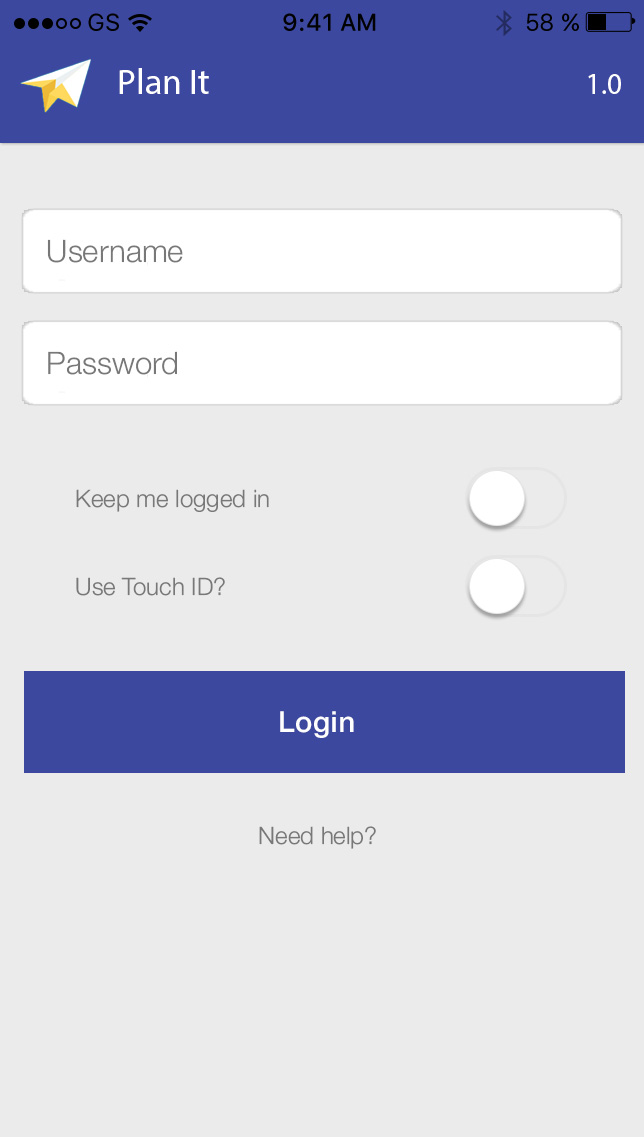 GS 9:41 AM 58 %
Plan It 1.0
Username
Password
Keep me logged in
Use Touch ID?
Login
Need help?